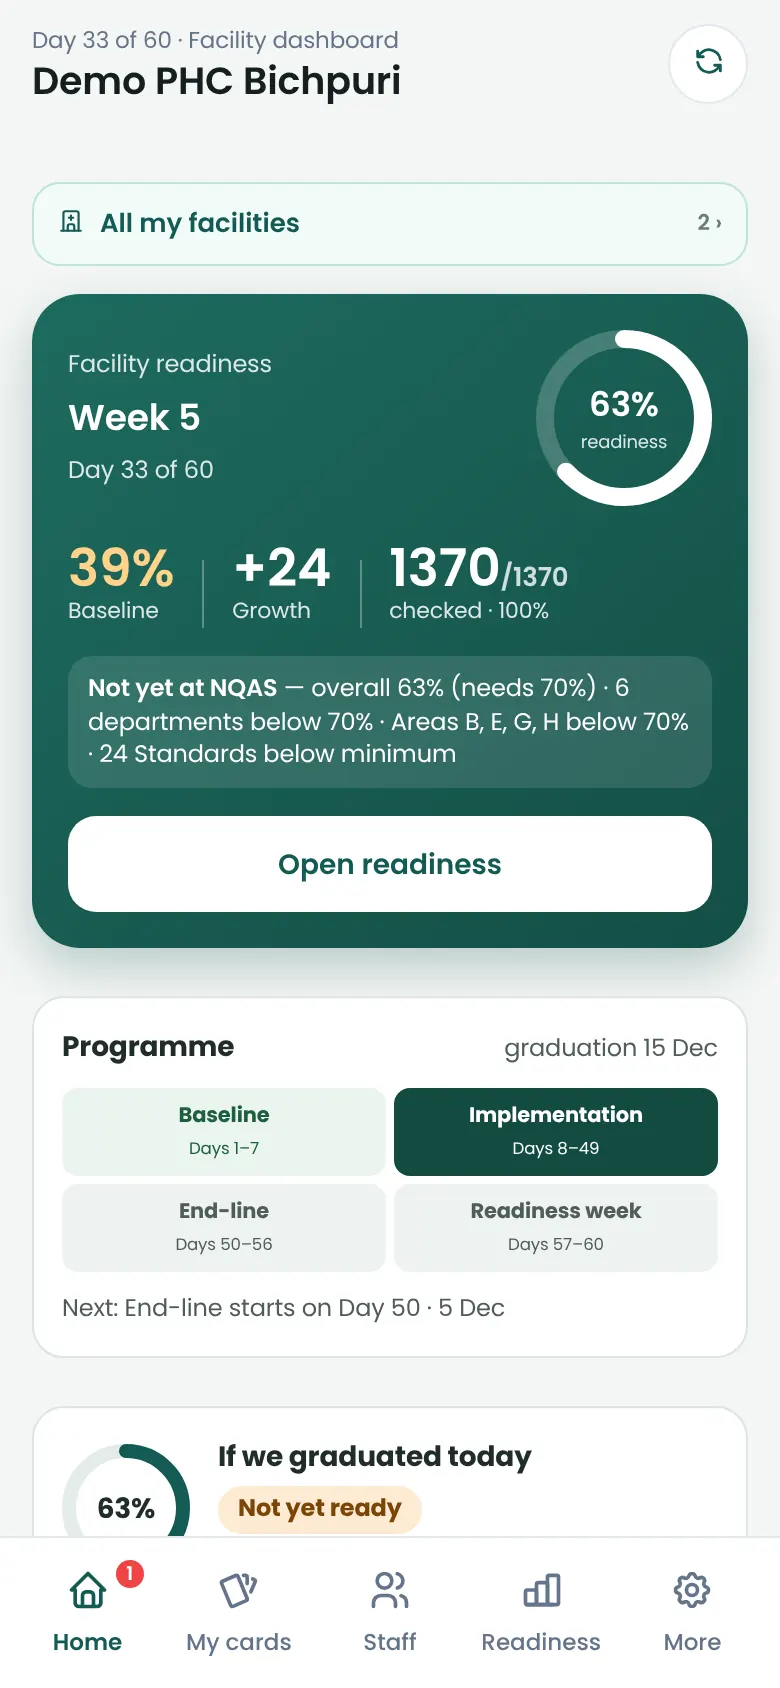 Day 33 of 60 · Facility dashboard
Demo PHC Bichpuri
All my facilities
2 ›
Facility readiness
Week 5
Day 33 of 60
63%
readiness
39%
Baseline
+24
Growth
1370/1370
checked · 100%
Not yet at NQAS — overall 63% (needs 70%) · 6
departments below 70% · Areas B, E, G, H below 70%
· 24 Standards below minimum
Open readiness
Programme
graduation 15 Dec
Baseline
Days 1–7
Implementation
Days 8–49
End-line
Days 50–56
Readiness week
Days 57–60
Next: End-line starts on Day 50 · 5 Dec
63%
If we graduated today
Not yet ready
1
Home
My cards
Staff
Readiness
More